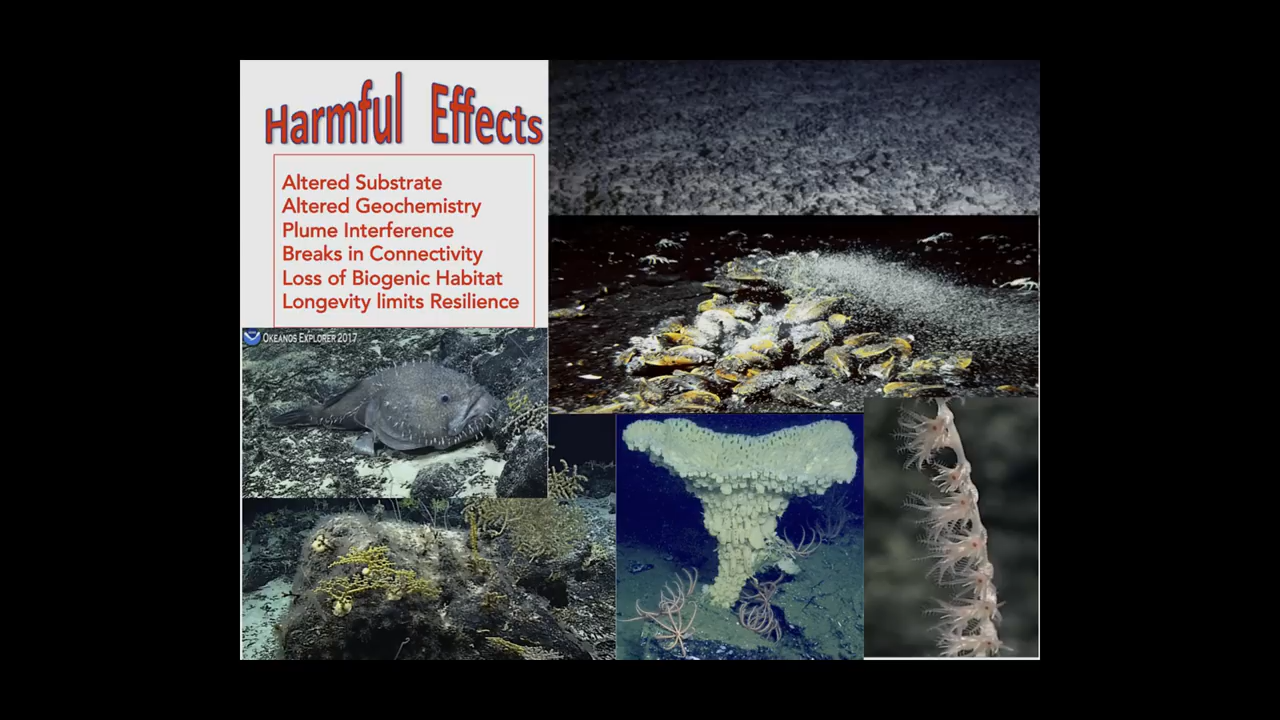 Harmful Effects
Altered Substrate
Altered Geochemistry
Plume Interference
Breaks in Connectivity
Loss of Biogenic Habitat
Longevity limits Resilience
Okeanos Explorer 2017